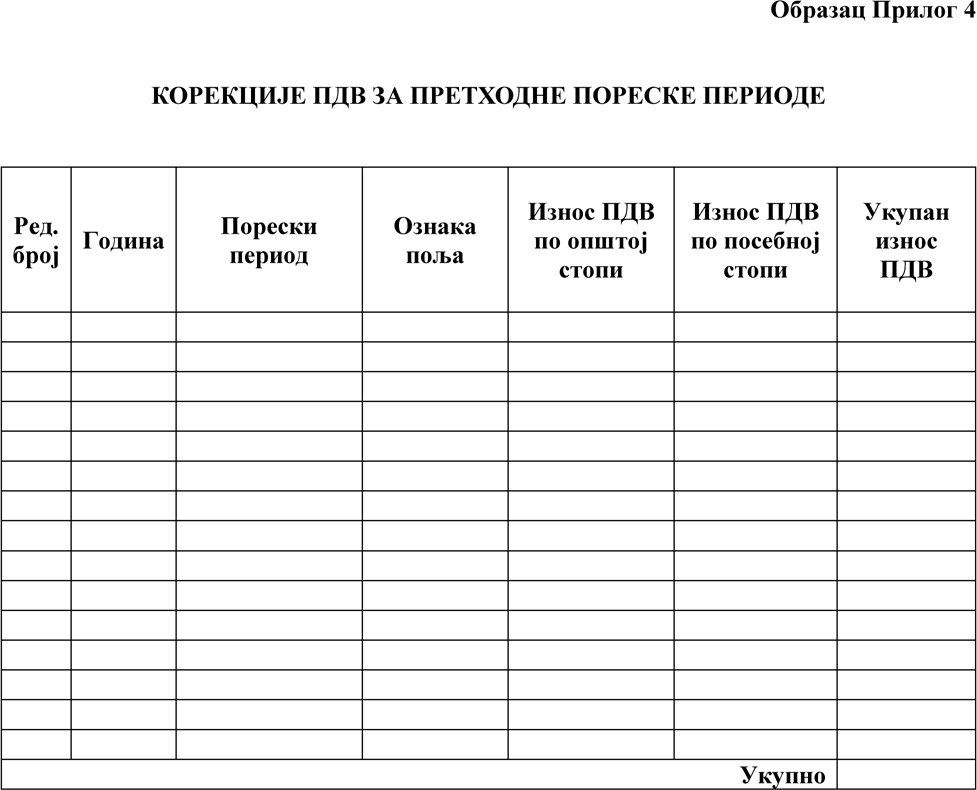 Образац Прилог 4
КОРЕКЦИЈЕ ПДВ ЗА ПРЕТХОДНЕ ПОРЕСКЕ ПЕРИОДЕ
Ред.
број
Година
Порески
период
Ознака
поља
Износ ПДВ
по општој
стопи
Износ ПДВ
по посебној
стопи
Укупан
износ
ПДВ
Укупно